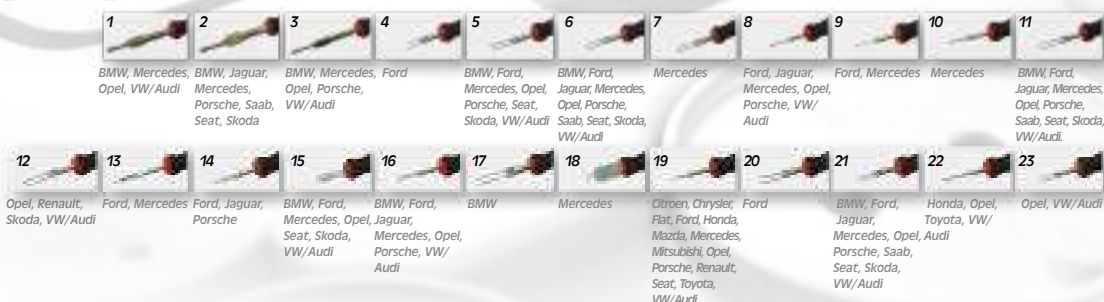 1
BMW, Mercedes,
Opel, VW/Audi
2
BMW, Jaguar,
Mercedes,
Porsche, Saab,
Seat, Skoda
3
BMW, Mercedes,
Opel, Porsche,
VW/Audi
4
Ford
5
BMW, Ford,
Mercedes, Opel,
Porsche, Seat,
Skoda, VW/Audi
6
BMW, Ford,
Jaguar, Mercedes,
Opel, Porsche,
Saab, Seat, Skoda,
VW/Audi
7
Mercedes
8
Ford, Jaguar,
Mercedes, Opel,
Porsche, VW/
Audi
9
Ford, Mercedes
10
Mercedes
11
BMW, Ford,
Jaguar, Mercedes,
Opel, Porsche,
Saab, Seat, Skoda,
VW/Audi.
12
Opel, Renault,
Skoda, VW/Audi
13
Ford, Mercedes
14
Ford, Jaguar,
Porsche
15
BMW, Ford,
Mercedes, Opel,
Seat, Skoda,
VW/Audi
16
BMW, Ford,
Jaguar,
Mercedes, Opel,
Porsche, VW/
Audi
17
BMW
18
Mercedes
19
Citroen, Chrysler,
Fiat, Ford, Honda,
Mazda, Mercedes,
Mitsubishi, Opel,
Porsche, Renault,
Seat, Toyota,
VW/Audi
20
Ford
21
BMW, Ford,
Jaguar,
Mercedes, Opel,
Porsche, Saab,
Seat, Skoda,
VW/Audi
22
Honda, Opel,
Toyota, VW/
Audi
23
Opel, VW/Audi